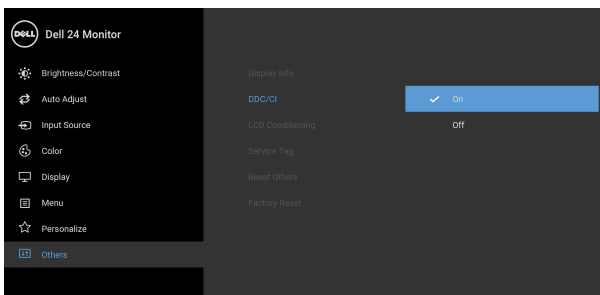 DELL Dell 24 Monitor
Brightness/Contrast
Auto Adjust
Input Source
Color
Display
Menu
Personalize
Others
Display Info
DDC/CI
LCD Conditioning
Service Tag
Reset Others
Factory Reset
On
Off